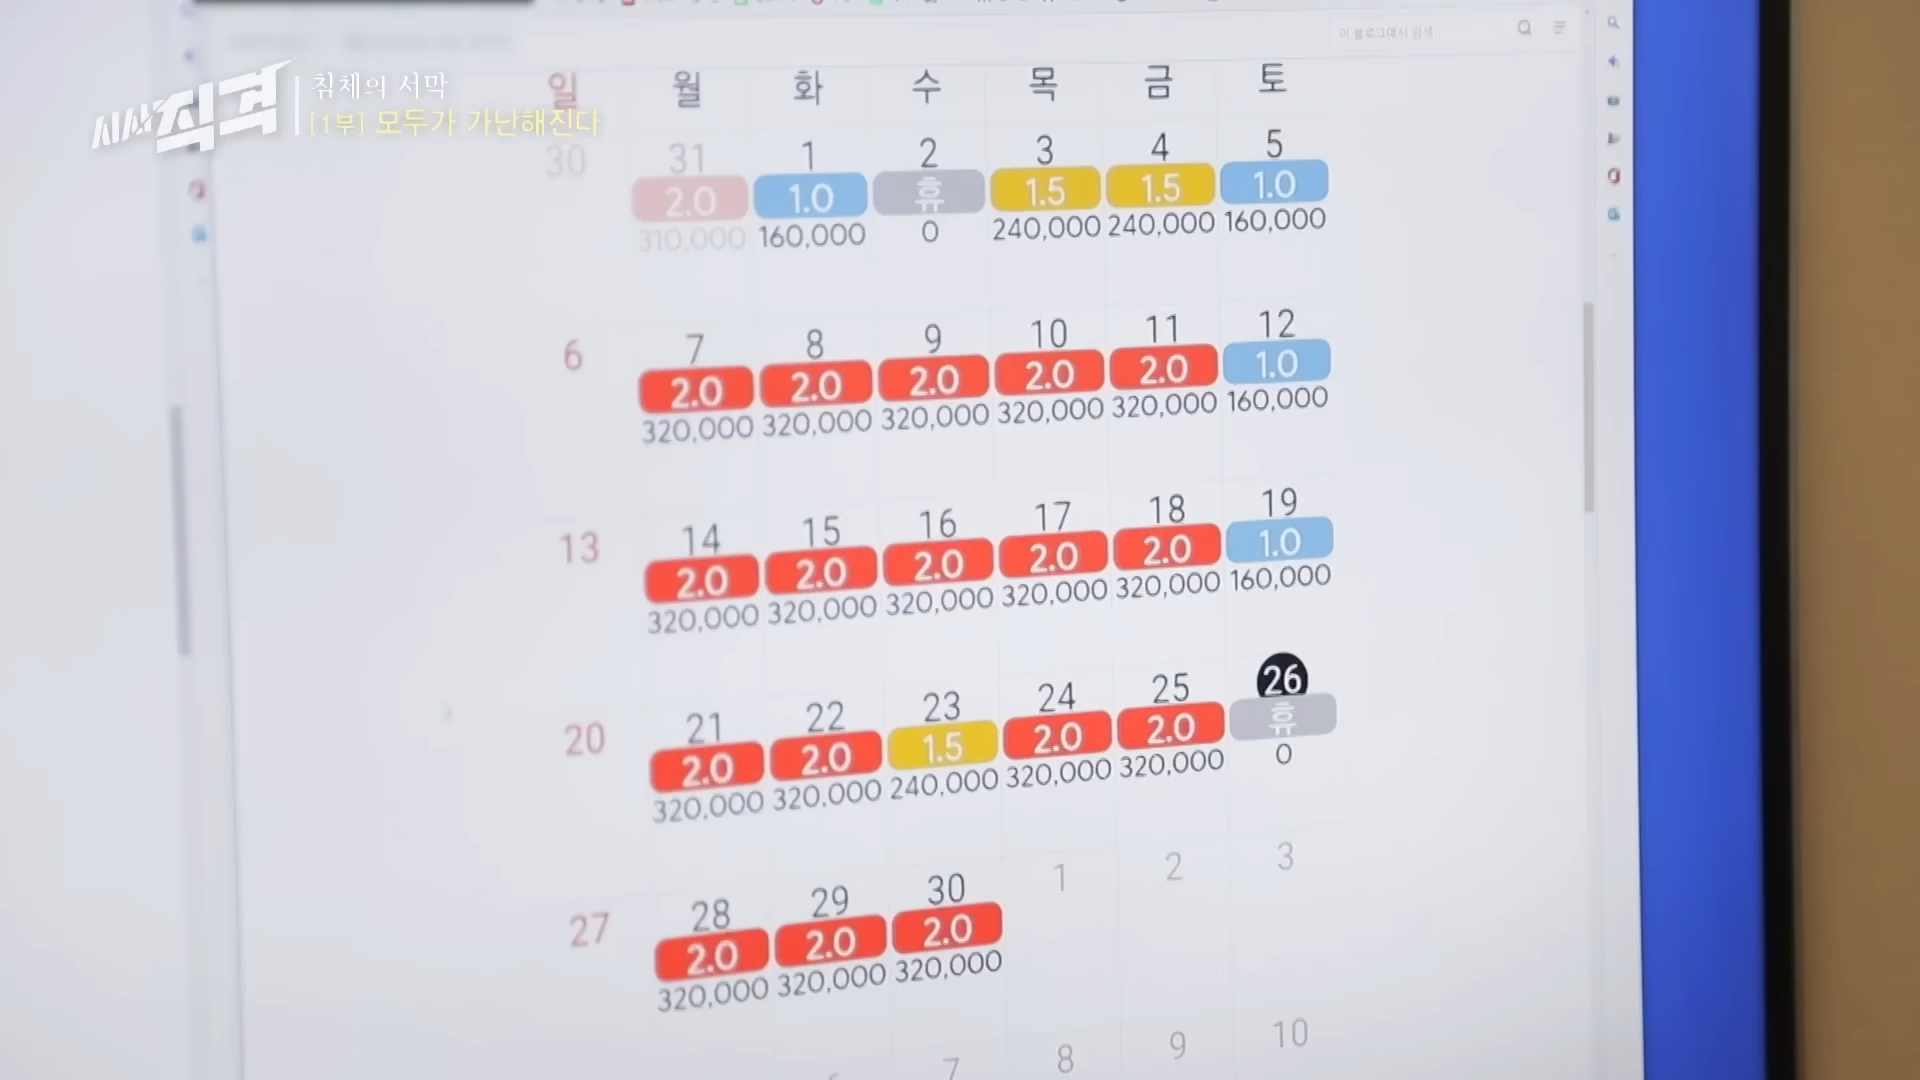 이 블로그에서 검색
시사직격
침체의 서막
[1부] 모두가 가난해진다
일 월 화 수 목 금 토
30 31 1 2 3 4 5
2.0 1.0 휴 1.5 1.5 1.0
310,000 160,000 0 240,000 240,000 160,000
6 7 8 9 10 11 12
2.0 2.0 2.0 2.0 2.0 1.0
320,000 320,000 320,000 320,000 320,000 160,000
13 14 15 16 17 18 19
2.0 2.0 2.0 2.0 2.0 1.0
320,000 320,000 320,000 320,000 320,000 160,000
20 21 22 23 24 25 26
2.0 2.0 1.5 2.0 2.0 휴
320,000 320,000 240,000 320,000 320,000 0
27 28 29 30 1 2 3
2.0 2.0 2.0
320,000 320,000 320,000
7 8 9 10